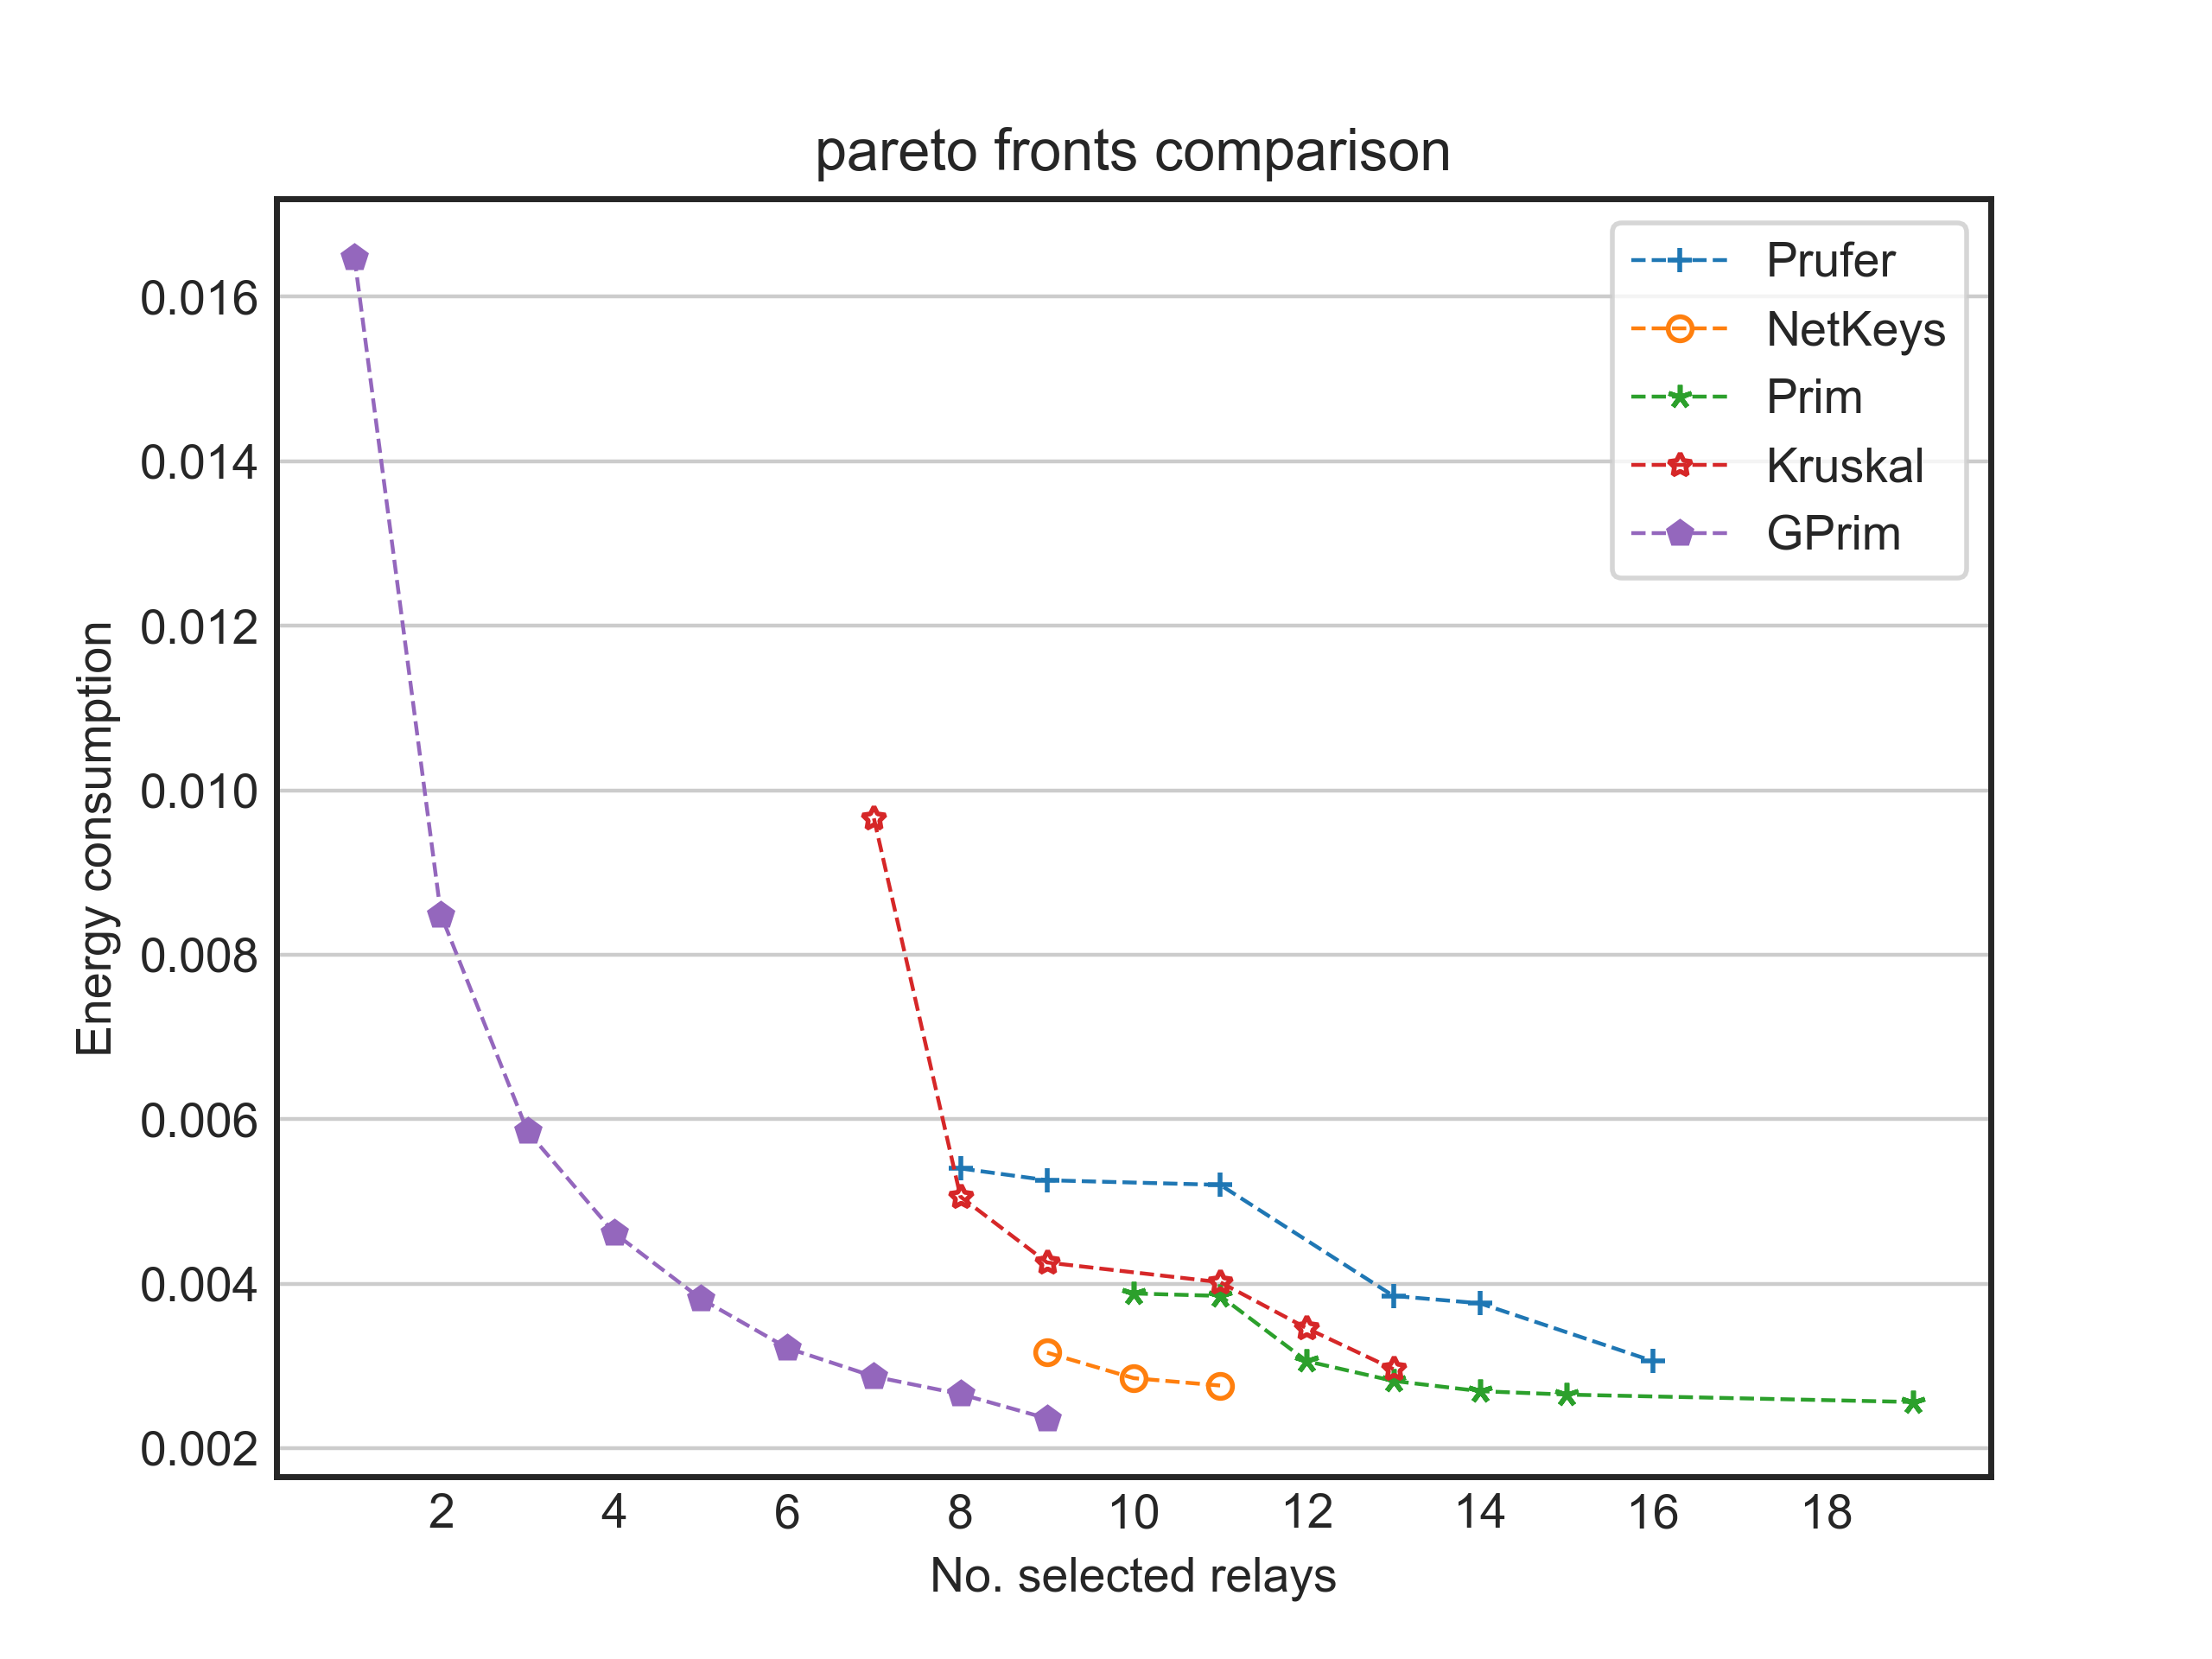 pareto fronts comparison
Prufer
NetKeys
Prim
Kruskal
GPrim
0.016
0.014
0.012
0.010
0.008
0.006
0.004
0.002
Energy consumption
2 4 6 8 10 12 14 16 18
No. selected relays